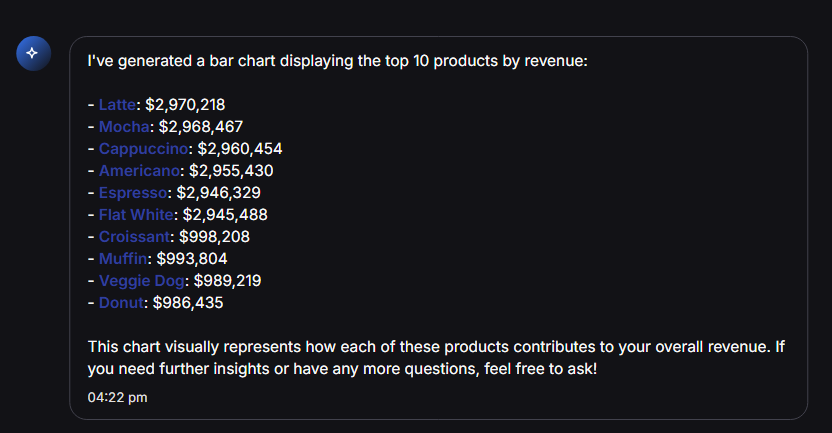 I've generated a bar chart displaying the top 10 products by revenue:
- Latte: $2,970,218
- Mocha: $2,968,467
- Cappuccino: $2,960,454
- Americano: $2,955,430
- Espresso: $2,946,329
- Flat White: $2,945,488
- Croissant: $998,208
- Muffin: $993,804
- Veggie Dog: $989,219
- Donut: $986,435
This chart visually represents how each of these products contributes to your overall revenue. If
you need further insights or have any more questions, feel free to ask!
04:22 pm